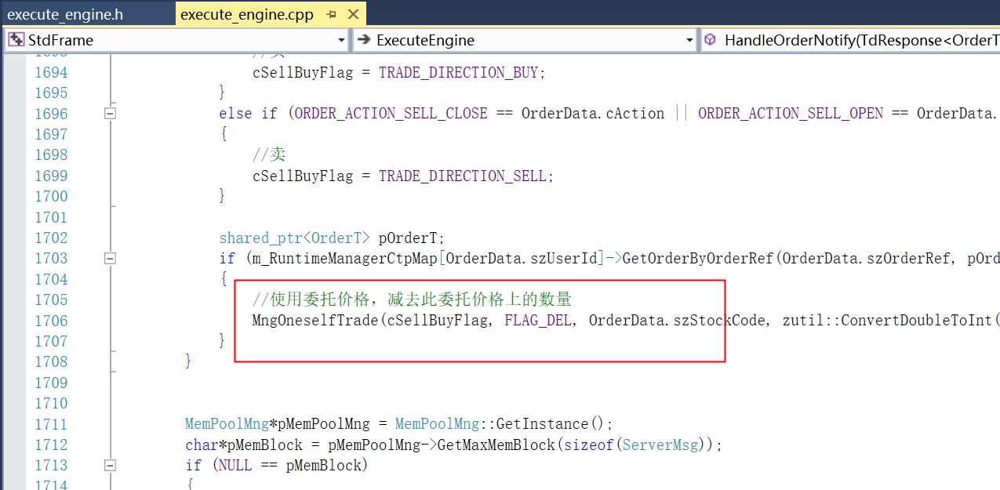 execute_engine.h
execute_engine.cpp
StdFrame
ExecuteEngine
HandleOrderNotify(TdResponse<OrderT
1694 cSellBuyFlag = TRADE_DIRECTION_BUY;
1695 }
1696 else if (ORDER_ACTION_SELL_CLOSE == OrderData.cAction || ORDER_ACTION_SELL_OPEN == OrderData.
1697 {
1698 //卖
1699 cSellBuyFlag = TRADE_DIRECTION_SELL;
1700 }
1701
1702 shared_ptr<OrderT> pOrderT;
1703 if (m_RuntimeManagerCtpMap[OrderData.szUserId]->GetOrderByOrderRef(OrderData.szOrderRef, pOrd
1704 {
1705 //使用委托价格，减去此委托价格上的数量
1706 MngOneselfTrade(cSellBuyFlag, FLAG_DEL, OrderData.szStockCode, zutil::ConvertDoubleToInt(
1707 }
1708 }
1709
1710
1711 MemPoolMng*pMemPoolMng = MemPoolMng::GetInstance();
1712 char*pMemBlock = pMemPoolMng->GetMaxMemBlock(sizeof(ServerMsg));
1713 if (NULL == pMemBlock)
1714 {